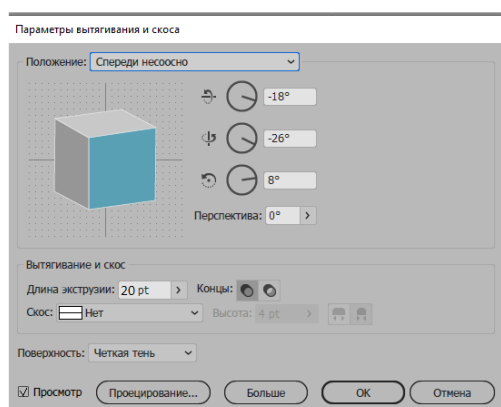 Параметры вытягивания и скоса
Положение: Спереди несоосно
-18°
-26°
8°
Перспектива: 0°
Вытягивание и скос
Длина экструзии: 20 pt Концы:
Скос: Нет Высота: 4 pt
Поверхность: Четкая тень
Просмотр Проецирование... Больше OK Отмена